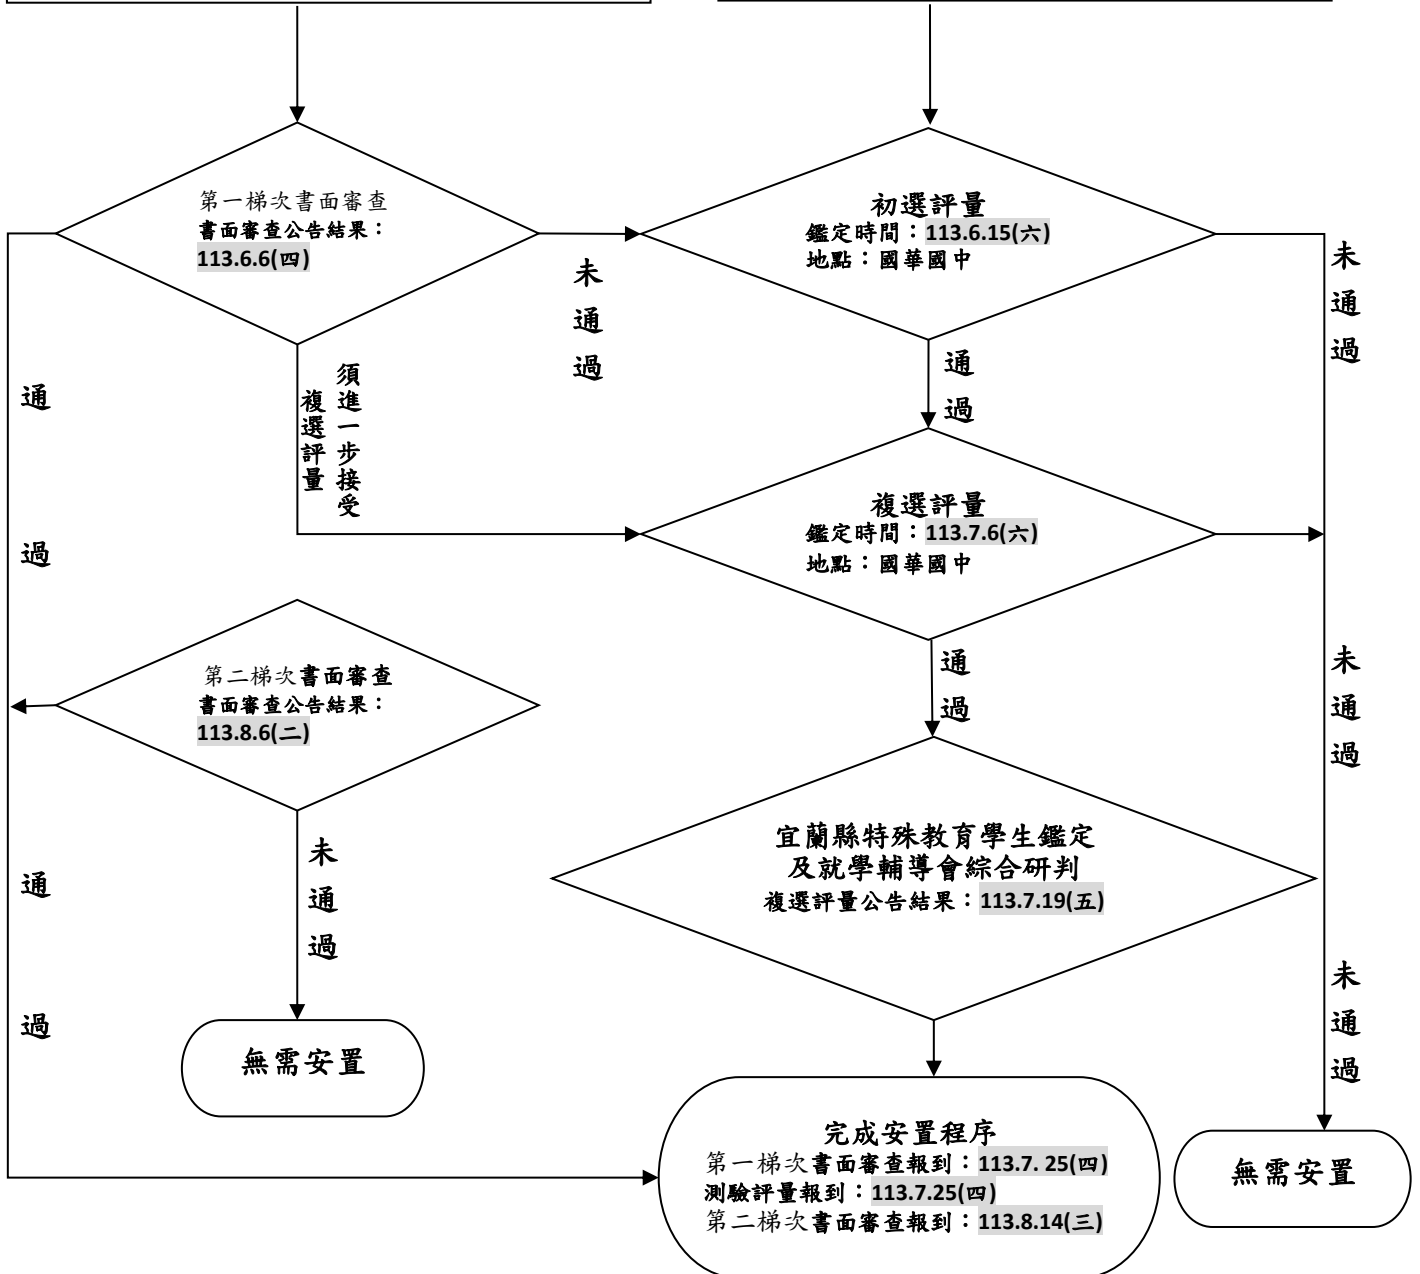 第一梯次書面審查
書面審查公告結果：
113.6.6(四)
初選評量
鑑定時間：113.6.15(六)
地點：國華國中
未通過
未通過
通過
須進一步接受
複選評量
通過
複選評量
鑑定時間：113.7.6(六)
地點：國華國中
第二梯次書面審查
書面審查公告結果：
113.8.6(二)
通過
未通過
宜蘭縣特殊教育學生鑑定
及就學輔導會綜合研判
複選評量公告結果：113.7.19(五)
未通過
通過
未通過
無需安置
完成安置程序
第一梯次書面審查報到：113.7. 25(四)
測驗評量報到：113.7.25(四)
第二梯次書面審查報到：113.8.14(三)
無需安置